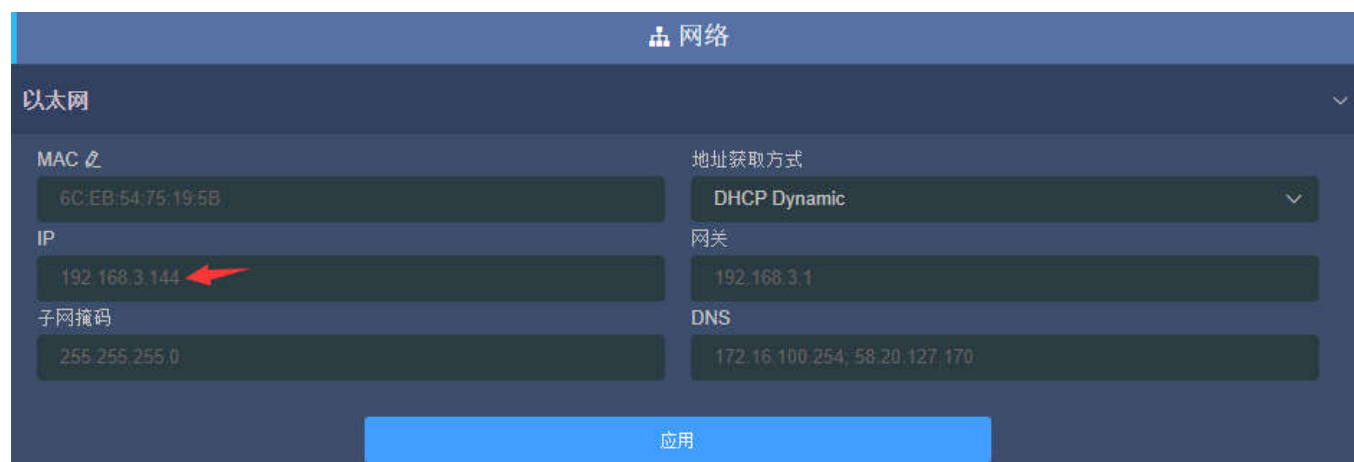 网络
以太网
MAC
地址获取方式
6C:EB:54:75:19:5B
DHCP Dynamic
IP
网关
192.168.3.144
192.168.3.1
子网掩码
DNS
255.255.255.0
172.16.100.254; 58.20.127.170
应用